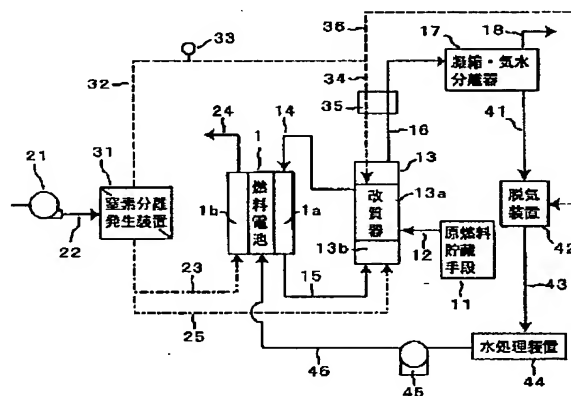 36
18
17
33
凝縮・気水
分離器
32
34
35
41
24
14
16
1
13
21
31
窒素分離
発生装置
1b
燃料電池
1a
改質器
13a
13b
脱気
装置
22
12
原燃料
貯蔵
手段
42
23
15
11
43
25
46
45
水処理装置
44